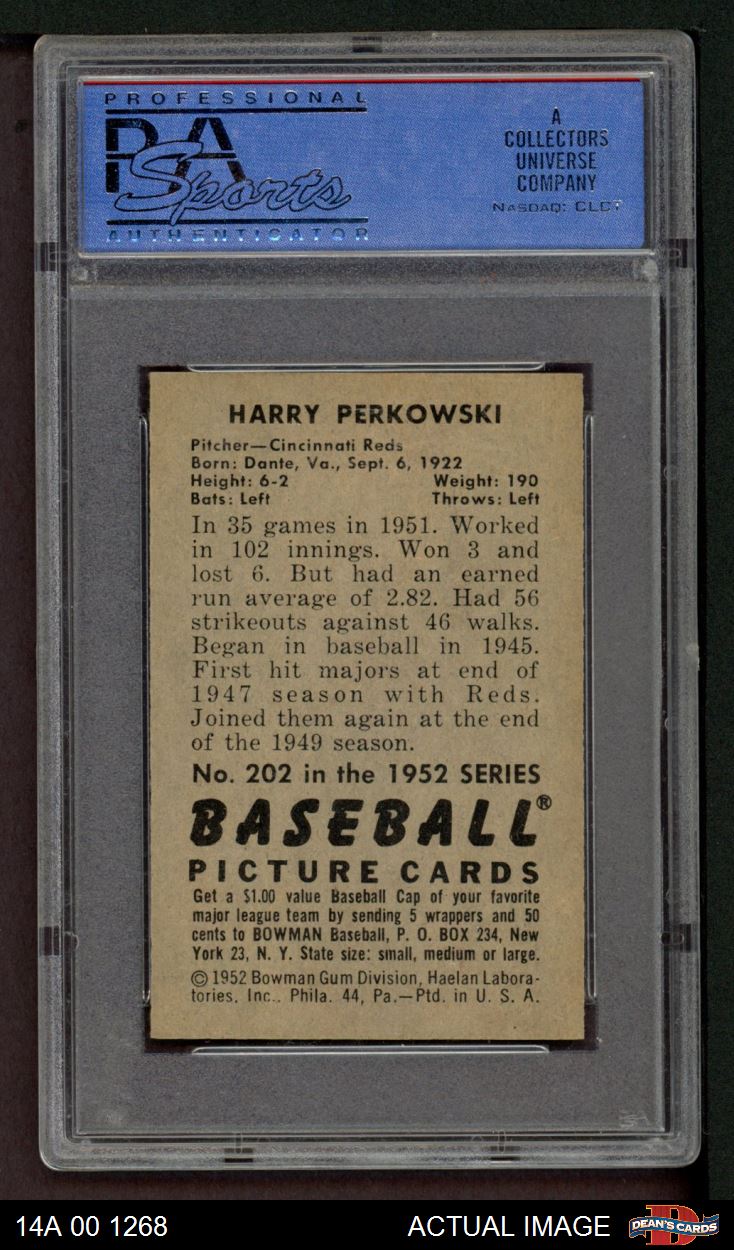 PROFESSIONAL
PSA
Sports
AUTHENTICATOR
A
COLLECTORS
UNIVERSE
COMPANY
NASDAQ: CLCT
HARRY PERKOWSKI
Pitcher—Cincinnati Reds
Born: Dante, Va., Sept. 6, 1922
Height: 6-2 Weight: 190
Bats: Left Throws: Left
In 35 games in 1951. Worked
in 102 innings. Won 3 and
lost 6. But had an earned
run average of 2.82. Had 56
strikeouts against 46 walks.
Began in baseball in 1945.
First hit majors at end of
1947 season with Reds.
Joined them again at the end
of the 1949 season.
No. 202 in the 1952 SERIES
BASEBALL®
PICTURE CARDS
Get a $1.00 value Baseball Cap of your favorite
major league team by sending 5 wrappers and 50
cents to BOWMAN Baseball, P. O. BOX 234, New
York 23, N. Y. State size: small, medium or large.
© 1952 Bowman Gum Division, Haelan Labora-
tories, Inc., Phila. 44, Pa.—Ptd. in U. S. A.
14A 00 1268
ACTUAL IMAGE
DEAN'S CARDS